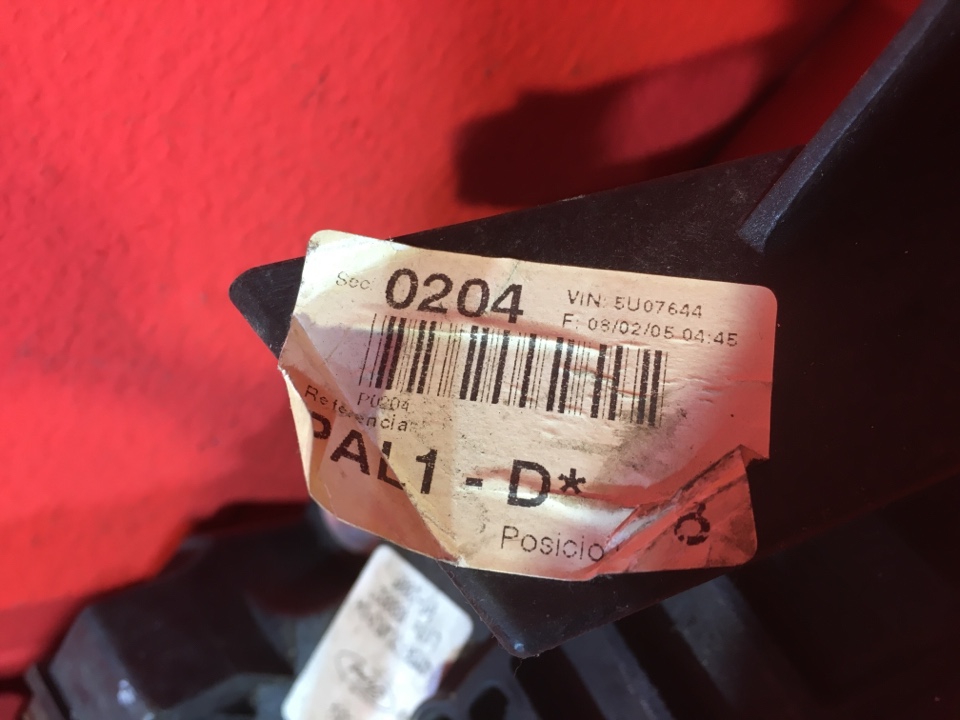 Sec. 0204
VIN: 5U07644
F: 08/02/05 04:45
P0204
Referencia:
PAL1 - D*
Posicio